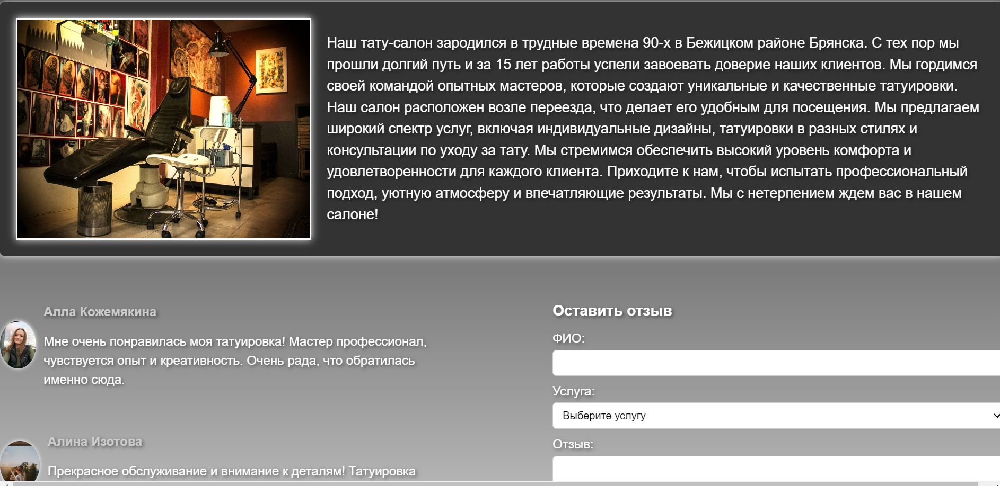 Наш тату-салон зародился в трудные времена 90-х в Бежицком районе Брянска. С тех пор мы
прошли долгий путь и за 15 лет работы успели завоевать доверие наших клиентов. Мы гордимся
своей командой опытных мастеров, которые создают уникальные и качественные татуировки.
Наш салон расположен возле переезда, что делает его удобным для посещения. Мы предлагаем
широкий спектр услуг, включая индивидуальные дизайны, татуировки в разных стилях и
консультации по уходу за тату. Мы стремимся обеспечить высокий уровень комфорта и
удовлетворенности для каждого клиента. Приходите к нам, чтобы испытать профессиональный
подход, уютную атмосферу и впечатляющие результаты. Мы с нетерпением ждем вас в нашем
салоне!
Алла Кожемякина
Мне очень понравилась моя татуировка! Мастер профессионал,
чувствуется опыт и креативность. Очень рада, что обратилась
именно сюда.
Алина Изотова
Прекрасное обслуживание и внимание к деталям! Татуировка
Оставить отзыв
ФИО:
Услуга:
Выберите услугу
Отзыв: